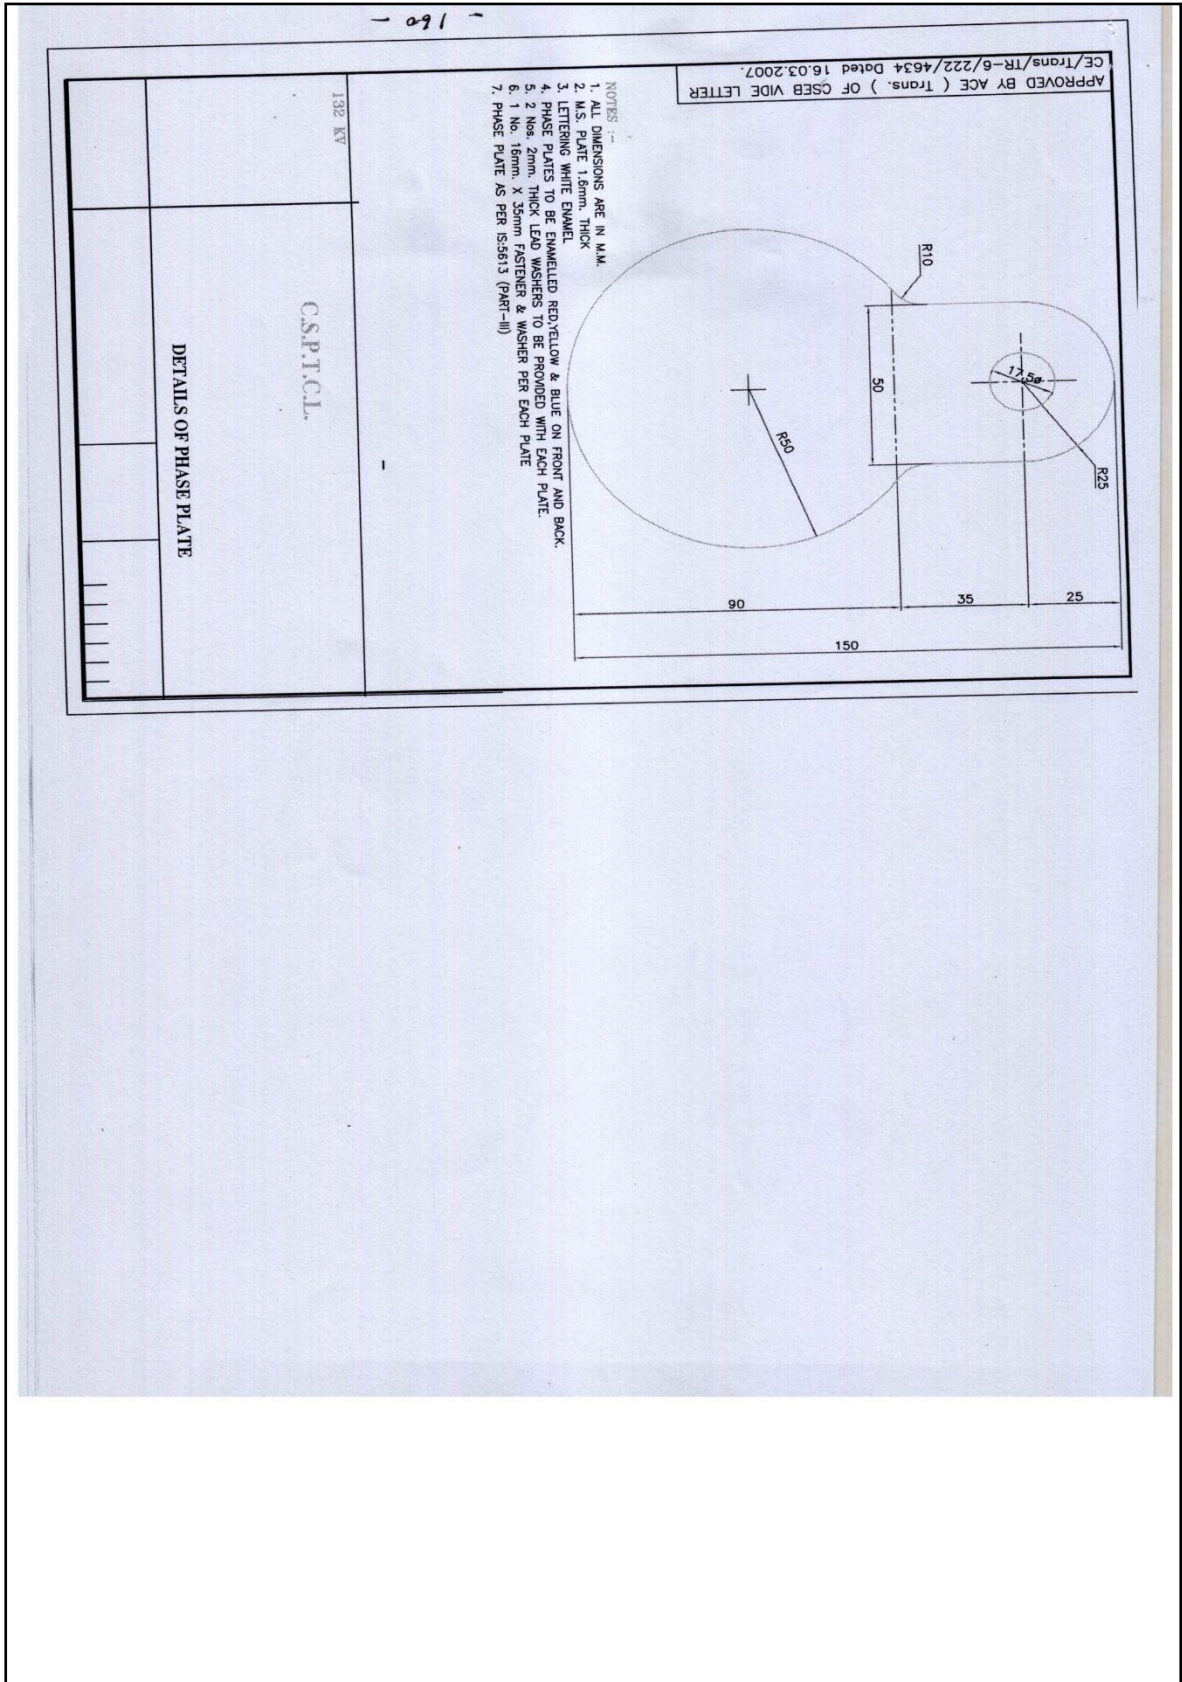 - 160 -
APPROVED BY ACE ( Trans. ) OF CSEB VIDE LETTER
CE/Trans/TR-6/222/4634 Dated 16.03.2007.
R10
50
17.5ø
R25
R50
90
35
25
150
NOTES :-
1. ALL DIMENSIONS ARE IN M.M.
2. M.S. PLATE 1.6mm. THICK
3. LETTERING WHITE ENAMEL
4. PHASE PLATES TO BE ENAMELLED RED,YELLOW & BLUE ON FRONT AND BACK.
5. 2 Nos. 2mm. THICK LEAD WASHERS TO BE PROVIDED WITH EACH PLATE.
6. 1 No. 16mm. X 35mm FASTENER & WASHER PER EACH PLATE
7. PHASE PLATE AS PER IS:5613 (PART-III)
-
132 KV
C.S.P.T.C.L.
DETAILS OF PHASE PLATE